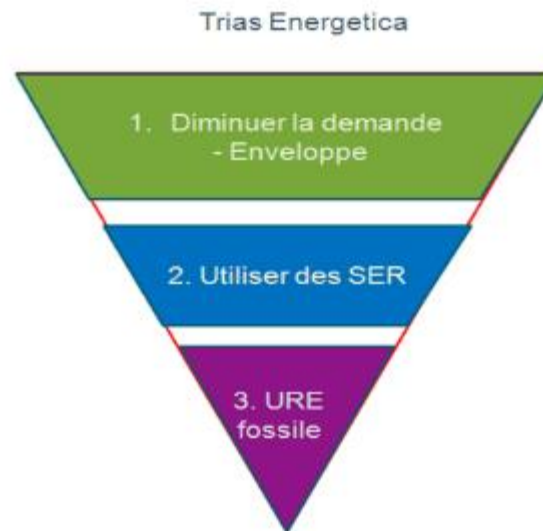 Trias Energetica
1. Diminuer la demande
- Enveloppe
2. Utiliser des SER
3. URE
fossile